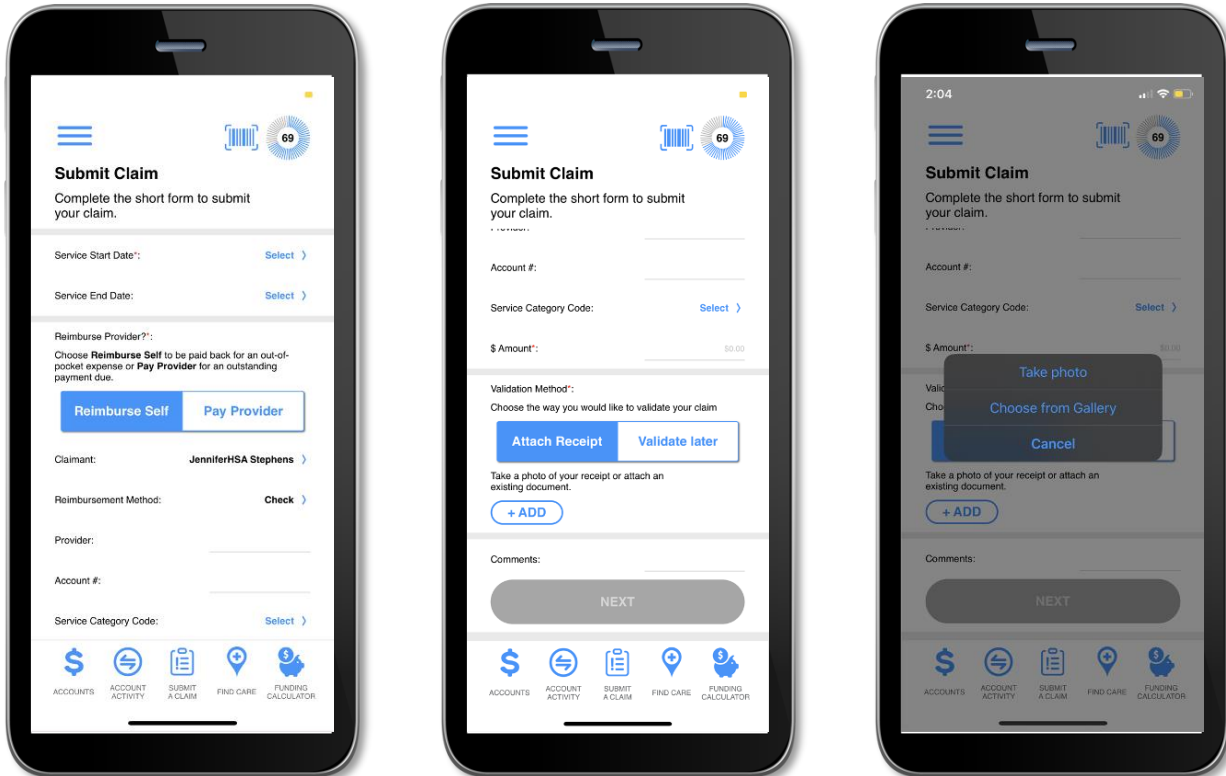 69
Submit Claim
Complete the short form to submit
your claim.
Service Start Date*:
Select
Service End Date:
Select
Reimburse Provider?*:
Choose Reimburse Self to be paid back for an out-of-
pocket expense or Pay Provider for an outstanding
payment due.
Reimburse Self
Pay Provider
Claimant:
JenniferHSA Stephens
Reimbursement Method:
Check
Provider:
Account #:
Service Category Code:
Select
ACCOUNTS
ACCOUNT
ACTIVITY
SUBMIT
A CLAIM
FIND CARE
FUNDING
CALCULATOR
69
Submit Claim
Complete the short form to submit
your claim.
Provider:
Account #:
Service Category Code:
Select
$ Amount*:
$0.00
Validation Method*:
Choose the way you would like to validate your claim
Attach Receipt
Validate later
Take a photo of your receipt or attach an
existing document.
+ ADD
Comments:
NEXT
ACCOUNTS
ACCOUNT
ACTIVITY
SUBMIT
A CLAIM
FIND CARE
FUNDING
CALCULATOR
2:04
69
Submit Claim
Complete the short form to submit
your claim.
Provider:
Account #:
Service Category Code:
Select
$ Amount*:
$0.00
Take photo
Choose from Gallery
Cancel
Take a photo of your receipt or attach an
existing document.
+ ADD
Comments:
NEXT
ACCOUNTS
ACCOUNT
ACTIVITY
SUBMIT
A CLAIM
FIND CARE
FUNDING
CALCULATOR